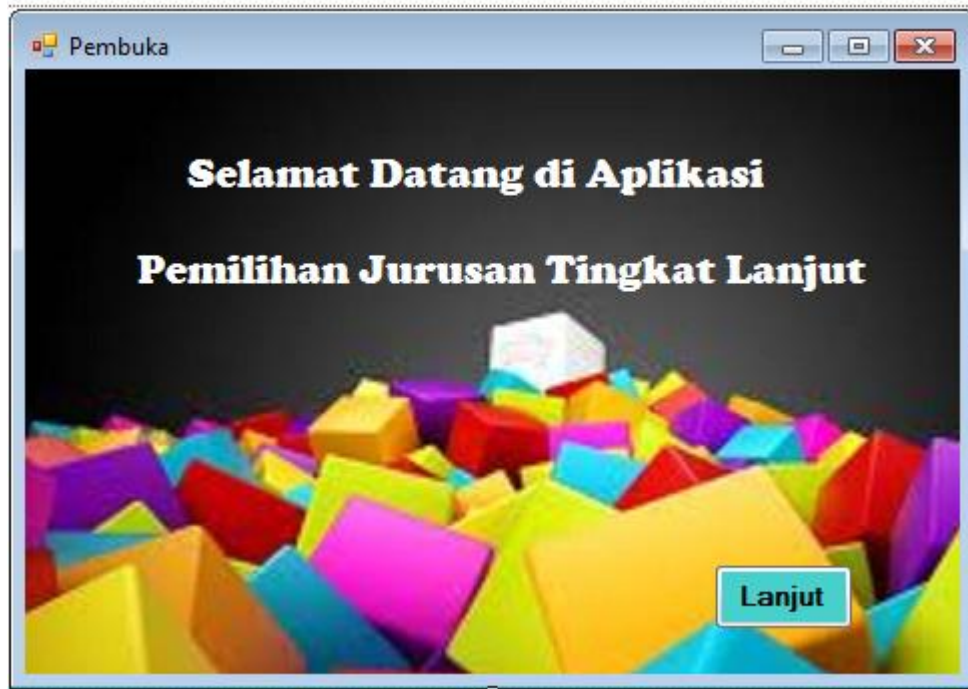 Pembuka
Selamat Datang di Aplikasi
Pemilihan Jurusan Tingkat Lanjut
Lanjut